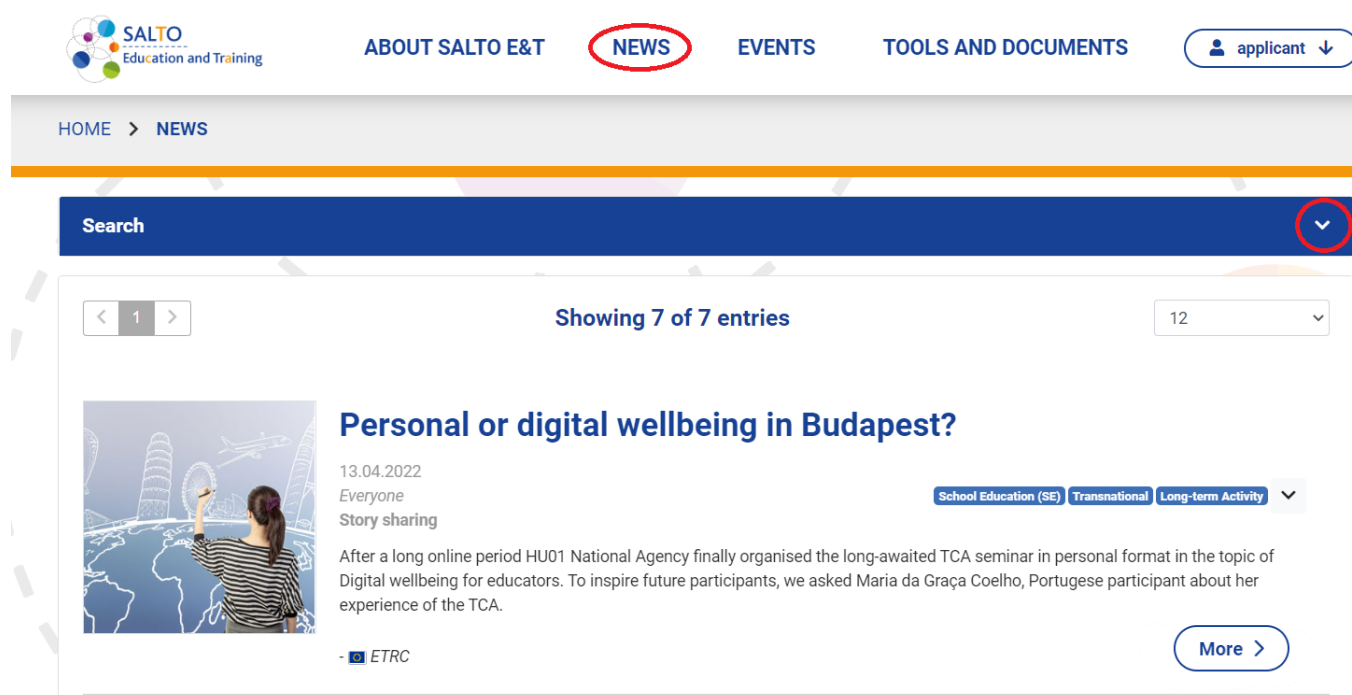 SALTO
Education and Training
ABOUT SALTO E&T
NEWS
EVENTS
TOOLS AND DOCUMENTS
applicant
HOME > NEWS
Search
< 1 >
Showing 7 of 7 entries
12
Personal or digital wellbeing in Budapest?
13.04.2022
Everyone
School Education (SE) Transnational Long-term Activity
Story sharing
After a long online period HU01 National Agency finally organised the long-awaited TCA seminar in personal format in the topic of
Digital wellbeing for educators. To inspire future participants, we asked Maria da Graça Coelho, Portugese participant about her
experience of the TCA.
- ETRC
More >